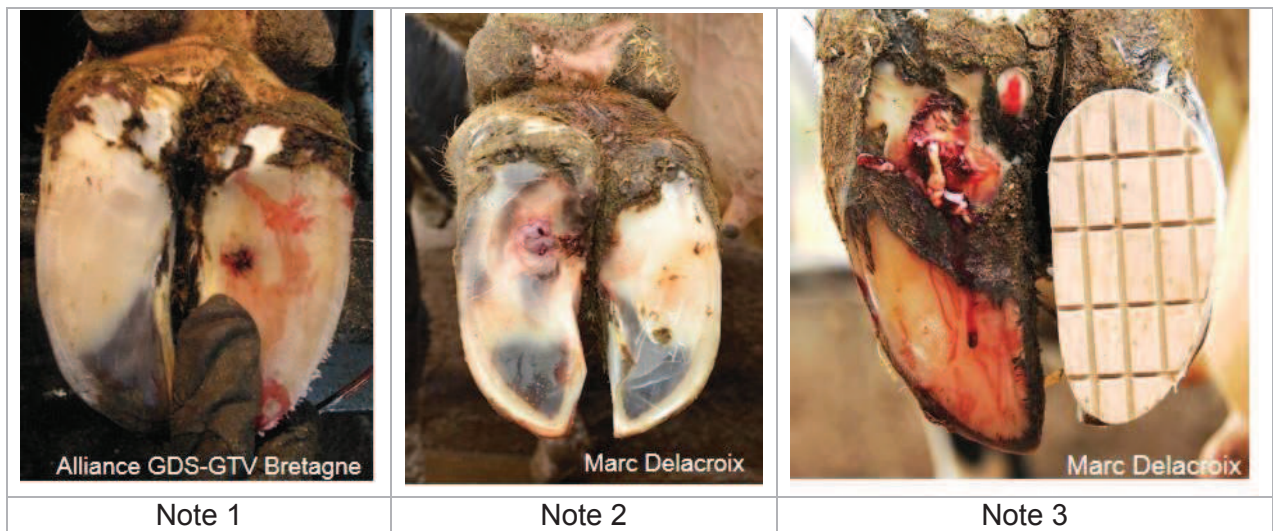 Alliance GDS-GTV Bretagne
Marc Delacroix
Marc Delacroix
Note 1
Note 2
Note 3